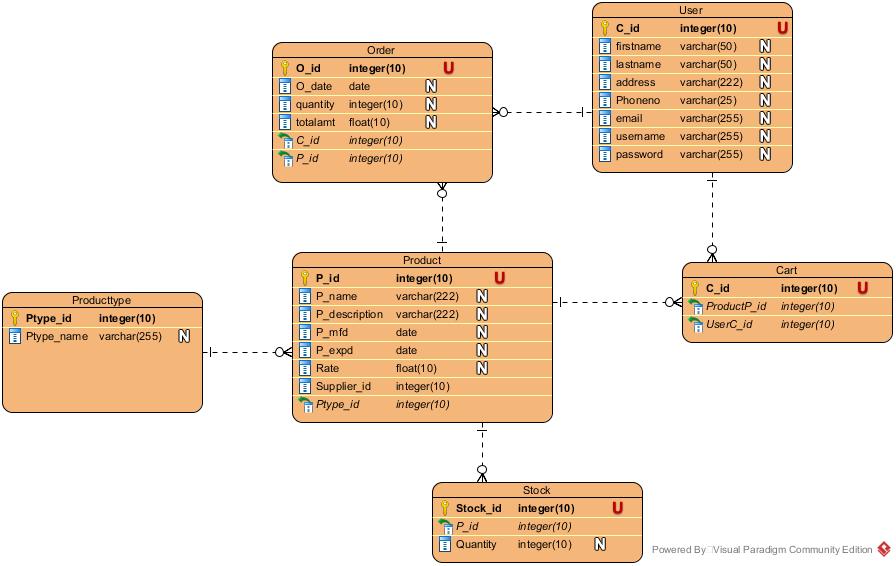 User
C_id integer(10) U
firstname varchar(50) N
lastname varchar(50) N
address varchar(222) N
Phoneno varchar(25) N
email varchar(255) N
username varchar(255) N
password varchar(255) N
Order
O_id integer(10) U
O_date date N
quantity integer(10) N
totalamt float(10) N
C_id integer(10)
P_id integer(10)
Product
P_id integer(10) U
P_name varchar(222) N
P_description varchar(222) N
P_mfd date N
P_expd date N
Rate float(10) N
Supplier_id integer(10)
Ptype_id integer(10)
Cart
C_id integer(10) U
ProductP_id integer(10)
UserC_id integer(10)
Producttype
Ptype_id integer(10)
Ptype_name varchar(255) N
Stock
Stock_id integer(10) U
P_id integer(10)
Quantity integer(10) N
Powered By Visual Paradigm Community Edition